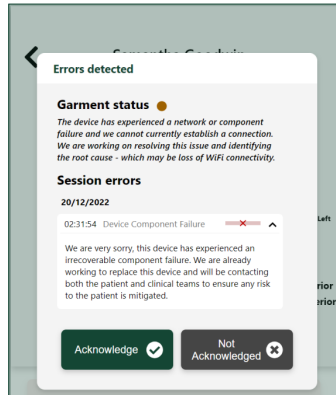 Errors detected
Garment status
The device has experienced a network or component
failure and we cannot currently establish a connection.
We are working on resolving this issue and identifying
the root cause - which may be loss of WiFi connectivity.
Session errors
20/12/2022
02:31:54 Device Component Failure
Left
We are very sorry, this device has experienced an
irrecoverable component failure. We are already
working to replace this device and will be contacting
both the patient and clinical teams to ensure any risk
to the patient is mitigated.
rior
erior
Acknowledge
Not
Acknowledged